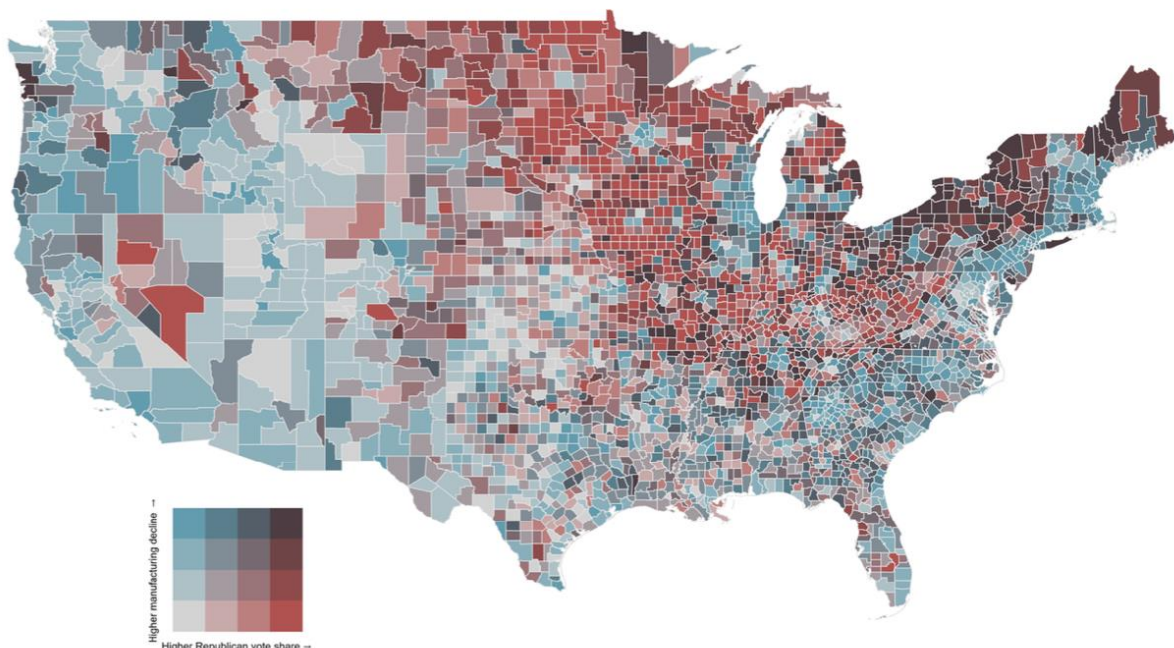 Higher manufacturing decline →
Higher Republican vote share →